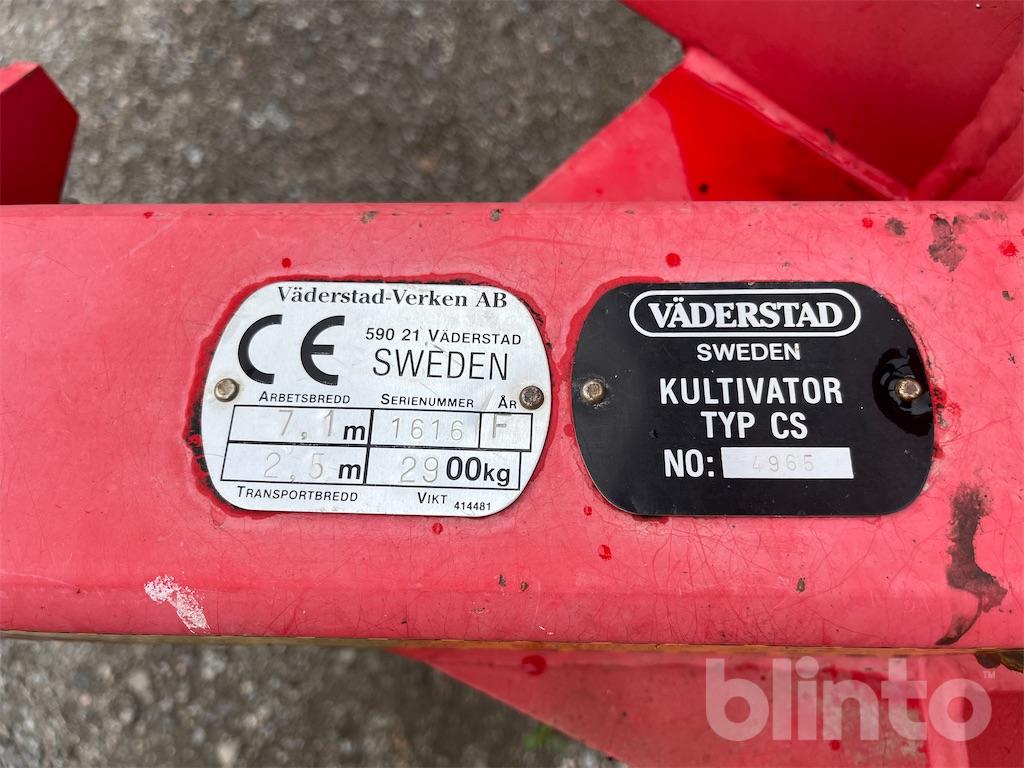 Väderstad-Verken AB
CE
590 21 VÄDERSTAD
SWEDEN
ARBETSBREDD SERIENUMMER ÅR
7,1 m 1616 F
2,5 m 2900kg
TRANSPORTBREDD VIKT 414481
VÄDERSTAD
SWEDEN
KULTIVATOR
TYP CS
NO: 4965
blinto™